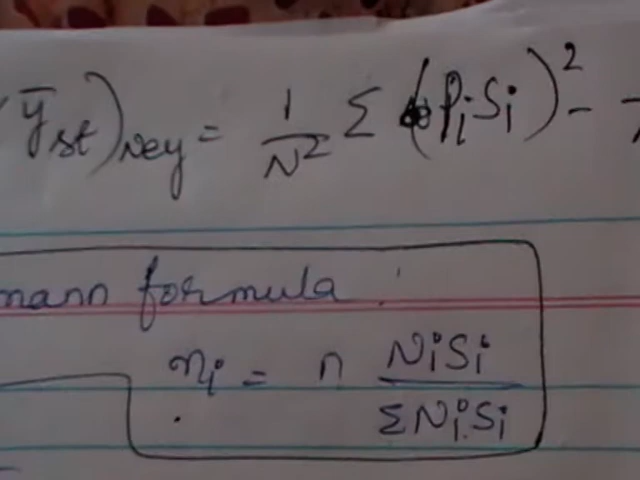 ȳst)Ney = 1/N² Σ (PiSi)² -
mann formula :
ni = n NiSi / ΣNiSi